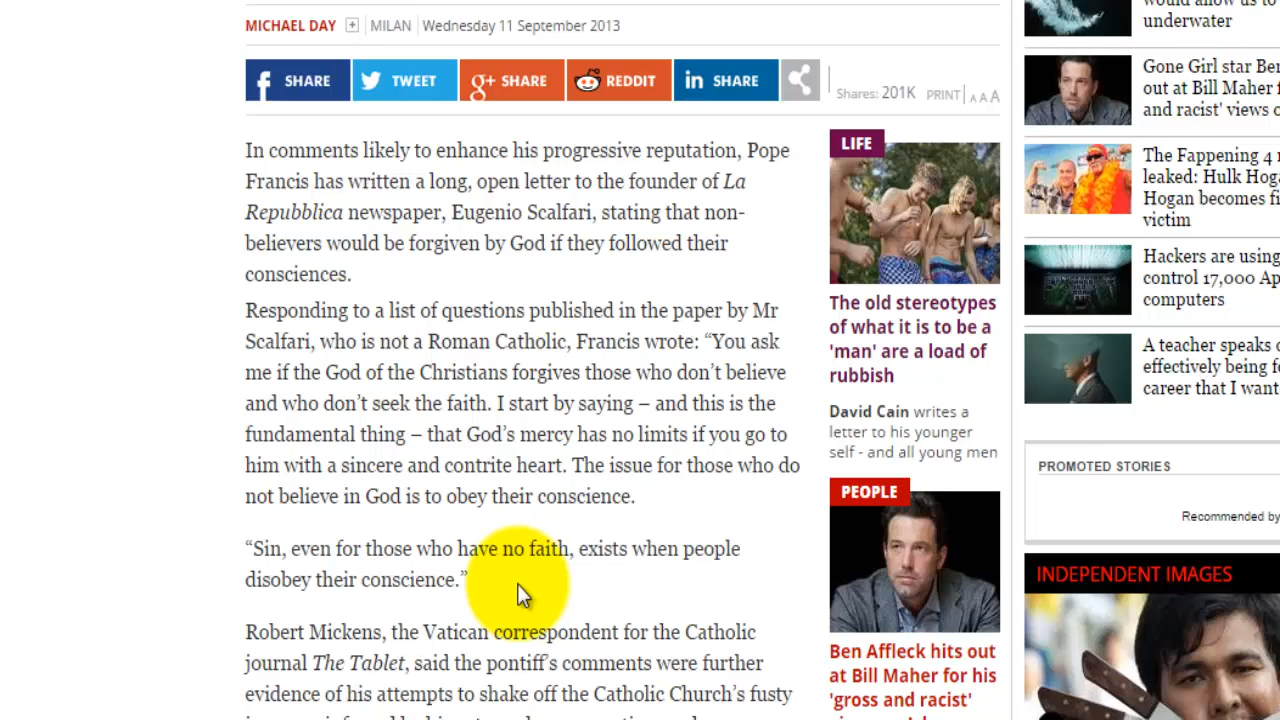 MICHAEL DAY + MILAN Wednesday 11 September 2013
SHARE TWEET g+ SHARE REDDIT in SHARE Shares: 201K PRINT A A A
In comments likely to enhance his progressive reputation, Pope
Francis has written a long, open letter to the founder of La
Repubblica newspaper, Eugenio Scalfari, stating that non-
believers would be forgiven by God if they followed their
consciences.
Responding to a list of questions published in the paper by Mr
Scalfari, who is not a Roman Catholic, Francis wrote: “You ask
me if the God of the Christians forgives those who don’t believe
and who don’t seek the faith. I start by saying – and this is the
fundamental thing – that God’s mercy has no limits if you go to
him with a sincere and contrite heart. The issue for those who do
not believe in God is to obey their conscience.
“Sin, even for those who have no faith, exists when people
disobey their conscience.”
Robert Mickens, the Vatican correspondent for the Catholic
journal The Tablet, said the pontiff’s comments were further
evidence of his attempts to shake off the Catholic Church’s fusty
LIFE
The old stereotypes
of what it is to be a
'man' are a load of
rubbish
David Cain writes a
letter to his younger
self - and all young men
PEOPLE
Ben Affleck hits out
at Bill Maher for his
'gross and racist'
would allow us to
underwater
Gone Girl star Ben
out at Bill Maher f
and racist' views o
The Fappening 4
leaked: Hulk Hoga
Hogan becomes fi
victim
Hackers are using
control 17,000 Ap
computers
A teacher speaks o
effectively being fo
career that I want
PROMOTED STORIES
Recommended by
INDEPENDENT IMAGES